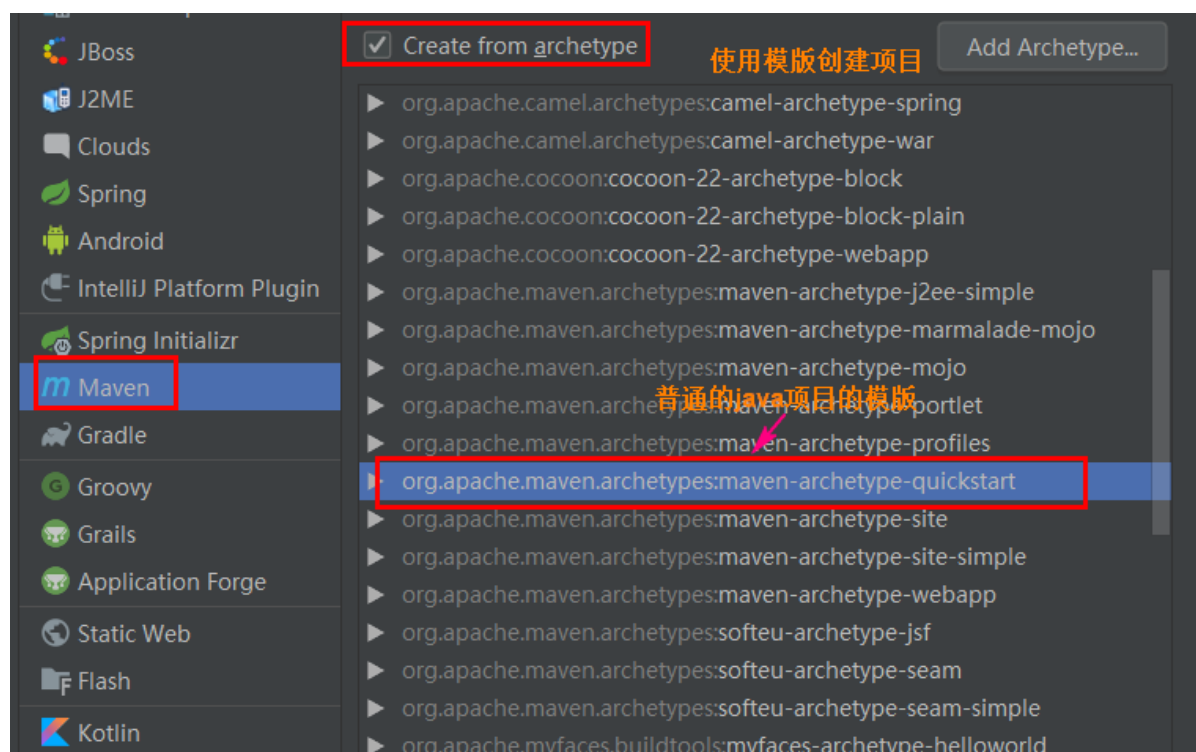 JBoss
J2ME
Clouds
Spring
Android
IntelliJ Platform Plugin
Spring Initializr
Maven
Gradle
Groovy
Grails
Application Forge
Static Web
Flash
Kotlin
Create from archetype
使用模版创建项目
Add Archetype...
org.apache.camel.archetypes:camel-archetype-spring
org.apache.camel.archetypes:camel-archetype-war
org.apache.cocoon:cocoon-22-archetype-block
org.apache.cocoon:cocoon-22-archetype-block-plain
org.apache.cocoon:cocoon-22-archetype-webapp
org.apache.maven.archetypes:maven-archetype-j2ee-simple
org.apache.maven.archetypes:maven-archetype-marmalade-mojo
org.apache.maven.archetypes:maven-archetype-mojo
普通的java项目的模版
org.apache.maven.archetypes:maven-archetype-portlet
org.apache.maven.archetypes:maven-archetype-profiles
org.apache.maven.archetypes:maven-archetype-quickstart
org.apache.maven.archetypes:maven-archetype-site
org.apache.maven.archetypes:maven-archetype-site-simple
org.apache.maven.archetypes:maven-archetype-webapp
org.apache.maven.archetypes:softeu-archetype-jsf
org.apache.maven.archetypes:softeu-archetype-seam
org.apache.maven.archetypes:softeu-archetype-seam-simple
org.apache.myfaces.buildtools:myfaces-archetype-helloworld